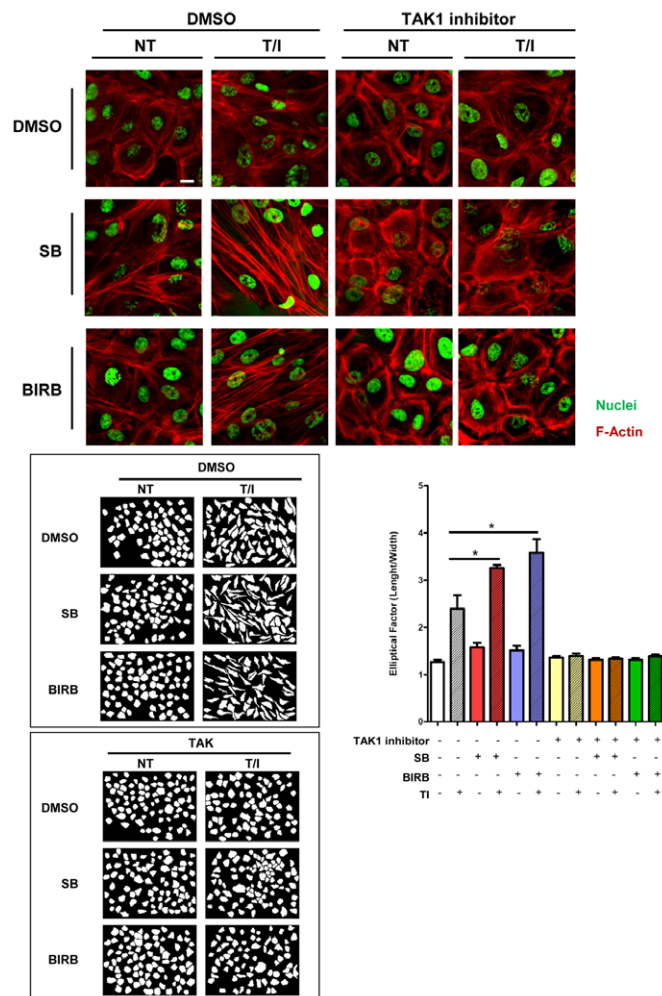 DMSO TAK1 inhibitor
NT T/I NT T/I
DMSO
SB
BIRB
Nuclei
F-Actin
DMSO
NT T/I
DMSO
SB
BIRB
TAK
NT T/I
DMSO
SB
BIRB
Elliptical Factor (Lenght/Width)
5
4
3
2
1
0
* *
TAK1 inhibitor - - - - - - + + + + + +
SB - - + + - - - - + + - -
BIRB - - - - + + - - - - + +
TI - + - + - + - + - + - +